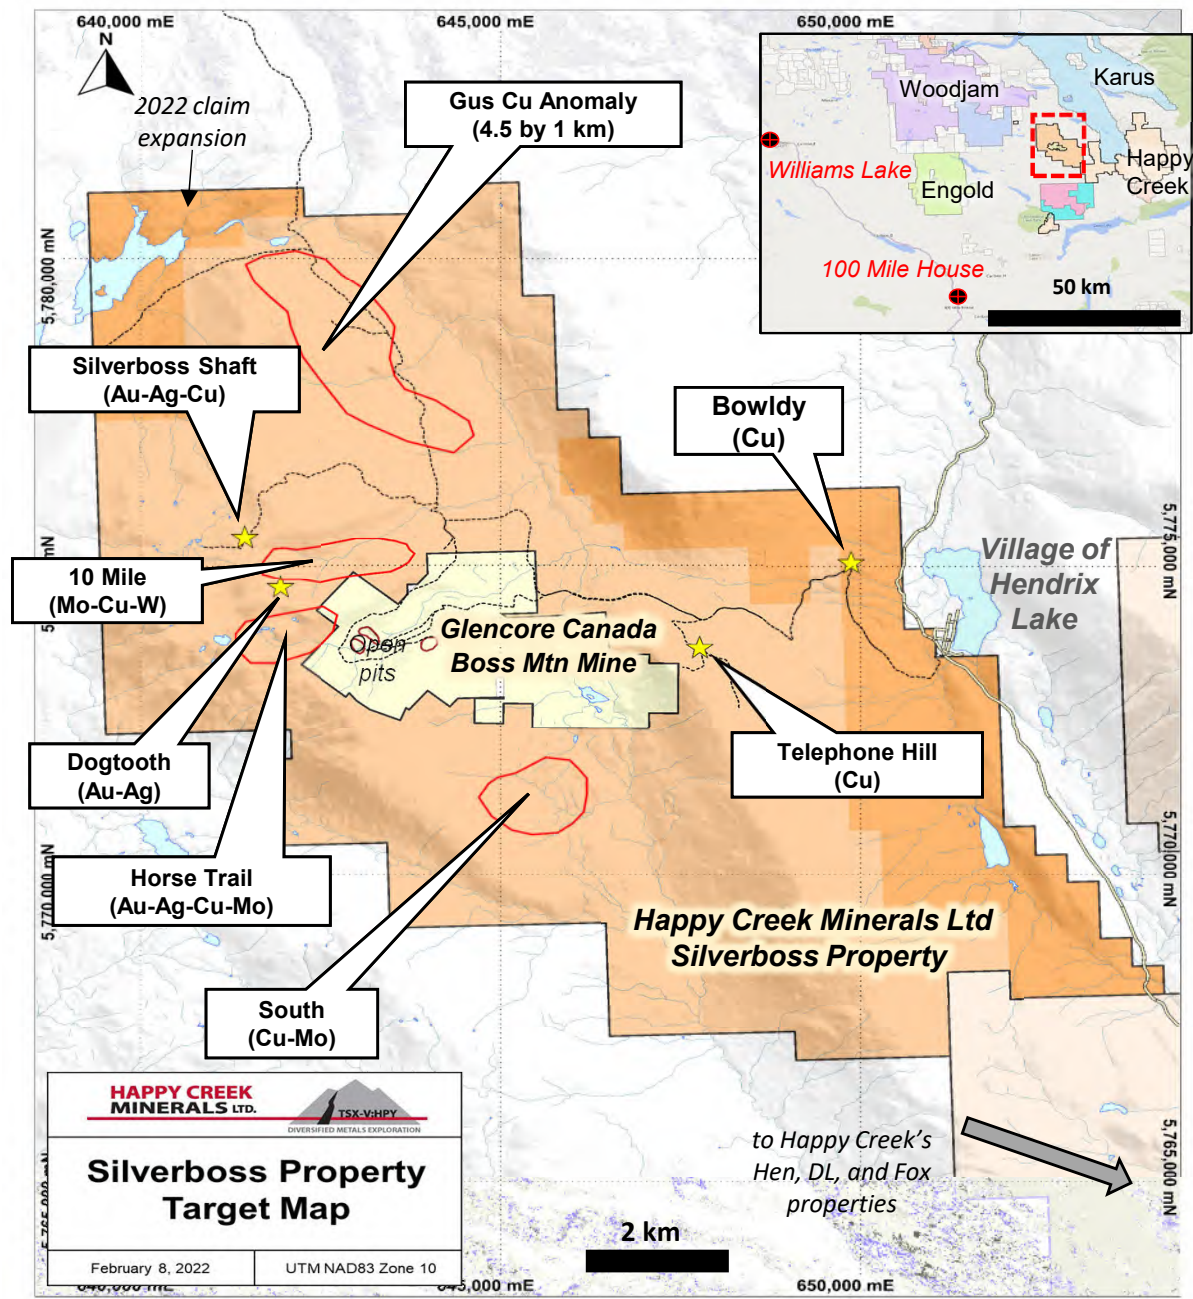 640,000 mE
645,000 mE
650,000 mE
N
2022 claim
expansion
Gus Cu Anomaly
(4.5 by 1 km)
Woodjam
Karus
Williams Lake
Engold
Happy
Creek
100 Mile House
50 km
5,780,000 mN
Silverboss Shaft
(Au-Ag-Cu)
Bowldy
(Cu)
5,775,000 mN
10 Mile
(Mo-Cu-W)
Village of
Hendrix
Lake
Open
pits
Glencore Canada
Boss Mtn Mine
Dogtooth
(Au-Ag)
Telephone Hill
(Cu)
5,770,000 mN
5,770,000 mN
Horse Trail
(Au-Ag-Cu-Mo)
Happy Creek Minerals Ltd
Silverboss Property
South
(Cu-Mo)
HAPPY CREEK
MINERALS LTD.
TSX-V:HPY
DIVERSIFIED METALS EXPLORATION
Silverboss Property
Target Map
February 8, 2022
UTM NAD83 Zone 10
to Happy Creek's
Hen, DL, and Fox
properties
5,765,000 mN
2 km
640,000 mE
645,000 mE
650,000 mE